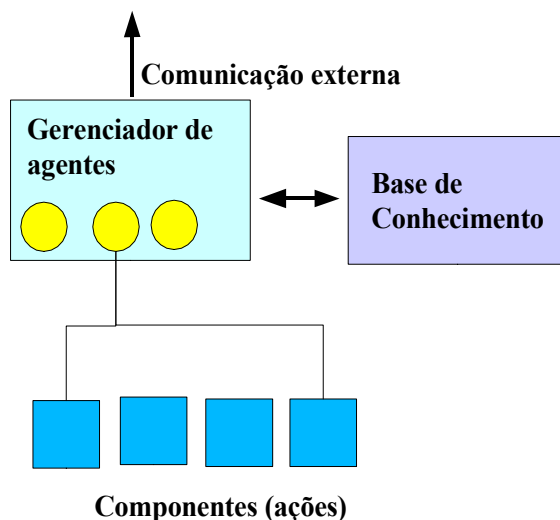 Comunicação externa
Gerenciador de
agentes
Base de
Conhecimento
Componentes (ações)